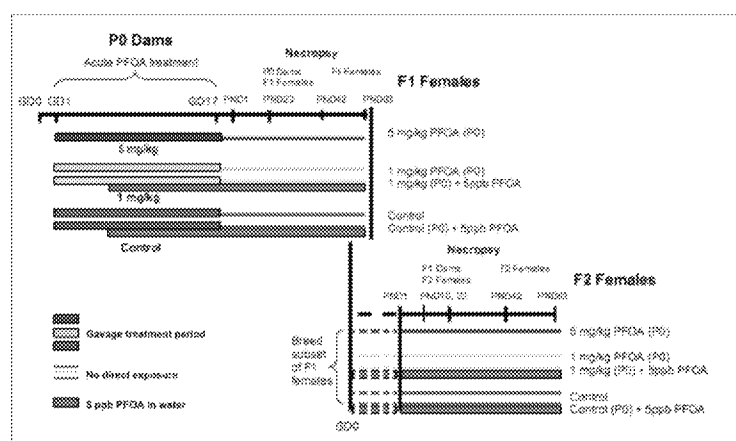 P0 Dams
Acute PFOA treatment
Necropsy
P0 Dams
F1 Females
F1 Females
F1 Females
GD0 GD1 GD17 PND1 PND22 PND42 PND63
5 mg/kg
5 mg/kg PFOA (P0)
1 mg/kg PFOA (P0)
1 mg/kg (P0) + 5ppb PFOA
1 mg/kg
Control
Control (P0) + 5ppb PFOA
Control
Necropsy
F1 Dams
F2 Females
F2 Females
F2 Females
PND1 PND10, 22 PND42 PND63
5 mg/kg PFOA (P0)
Breed
subset
of F1
females
1 mg/kg PFOA (P0)
1 mg/kg (P0) + 5ppb PFOA
Control
Control (P0) + 5ppb PFOA
GD0
Gavage treatment period
No direct exposure
5 ppb PFOA in water